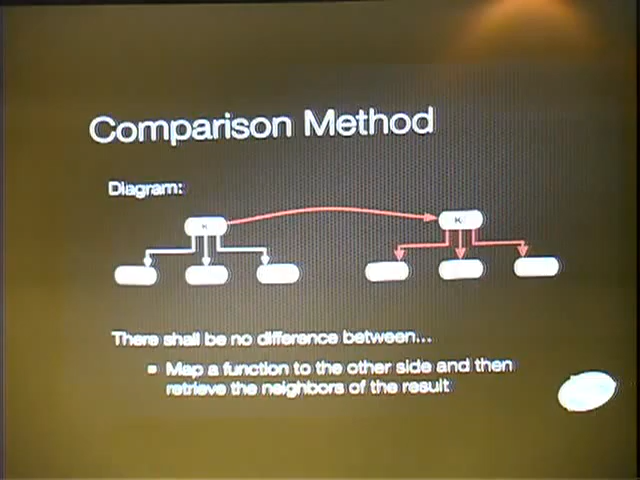 Comparison Method
Diagram:
K K
There shall be no difference between...
Map a function to the other side and then
retrieve the neighbors of the result